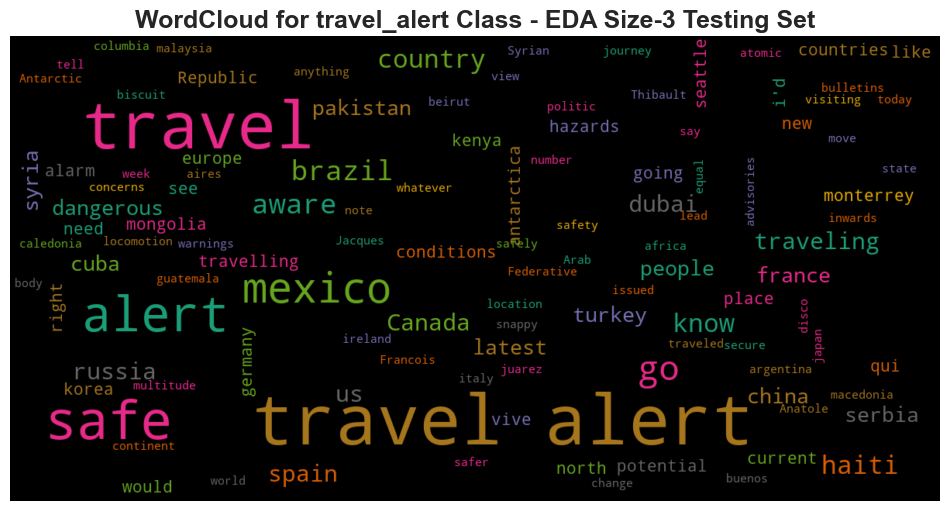 WordCloud for travel_alert Class - EDA Size-3 Testing Set
columbia malaysia country Syrian journey seattle atomic countries like
tell Antarctic Republic anything view i'd bulletins
biscuit travel pakistan beirut politic Thibault visiting today
hazards new
syria alarm europe brazil kenya antarctica number say going equal advisories move state
week aires see concerns whatever monterrey
dangerous aware note safety dubai lead inwards
need mongolia
caledonia locomotion warnings Jacques conditions safely africa traveling
cuba travelling Federative Arab people france
body right guatemala mexico issued place disco
alert location turkey know
Canada snappy
germany ireland latest traveled secure japan
russia Francois juarez go argentina qui
korea multitude us italy china Anatole macedonia
safe travel alert vive serbia
continent
spain safer north potential current haiti
would world change buenos